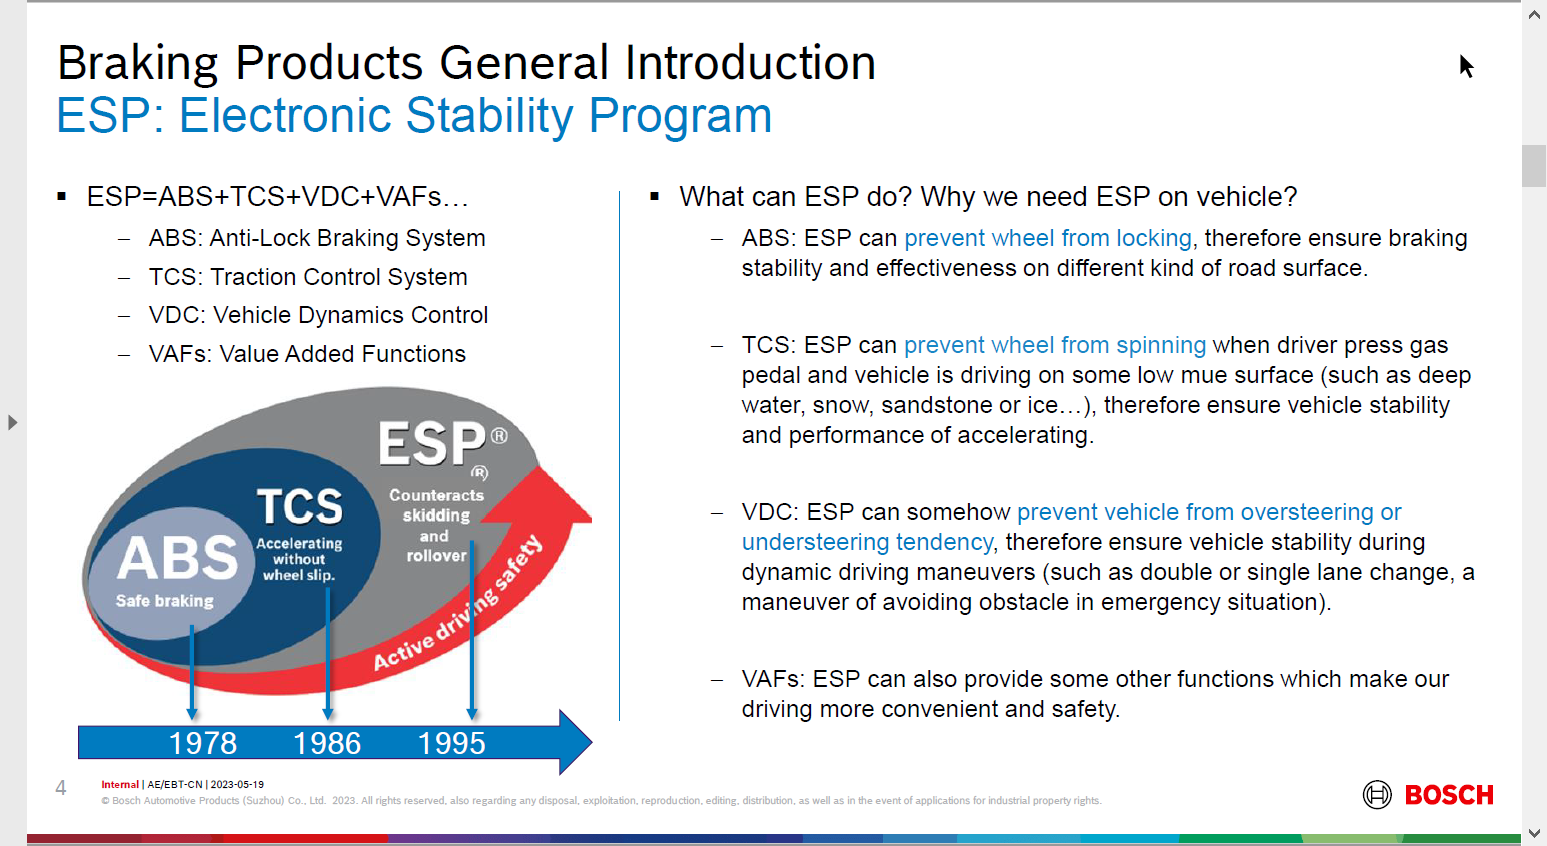 Braking Products General Introduction
ESP: Electronic Stability Program
▪ ESP=ABS+TCS+VDC+VAFs…
– ABS: Anti-Lock Braking System
– TCS: Traction Control System
– VDC: Vehicle Dynamics Control
– VAFs: Value Added Functions
ESP®
®
Counteracts
skidding
and
rollover
TCS
Accelerating
without
wheel slip.
ABS
Safe braking
Active driving safety
1978 1986 1995
▪ What can ESP do? Why we need ESP on vehicle?
– ABS: ESP can prevent wheel from locking, therefore ensure braking
stability and effectiveness on different kind of road surface.
– TCS: ESP can prevent wheel from spinning when driver press gas
pedal and vehicle is driving on some low mue surface (such as deep
water, snow, sandstone or ice…), therefore ensure vehicle stability
and performance of accelerating.
– VDC: ESP can somehow prevent vehicle from oversteering or
understeering tendency, therefore ensure vehicle stability during
dynamic driving maneuvers (such as double or single lane change, a
maneuver of avoiding obstacle in emergency situation).
– VAFs: ESP can also provide some other functions which make our
driving more convenient and safety.
4
Internal | AE/EBT-CN | 2023-05-19
© Bosch Automotive Products (Suzhou) Co., Ltd. 2023. All rights reserved, also regarding any disposal, exploitation, reproduction, editing, distribution, as well as in the event of applications for industrial property rights.
BOSCH